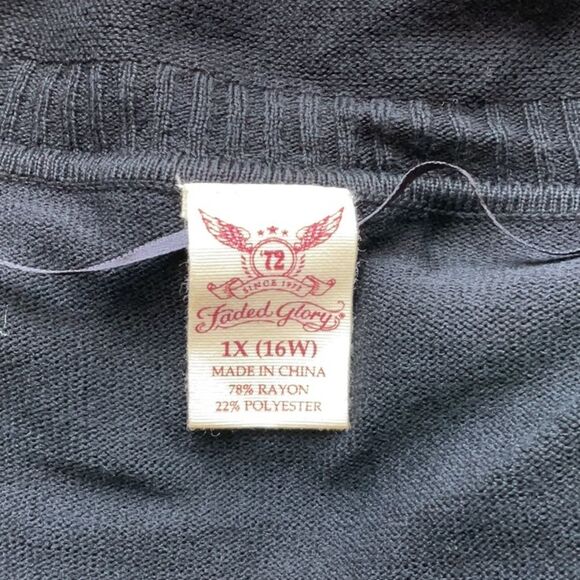 '72
SINCE 1972
Faded Glory
1X (16W)
MADE IN CHINA
78% RAYON
22% POLYESTER